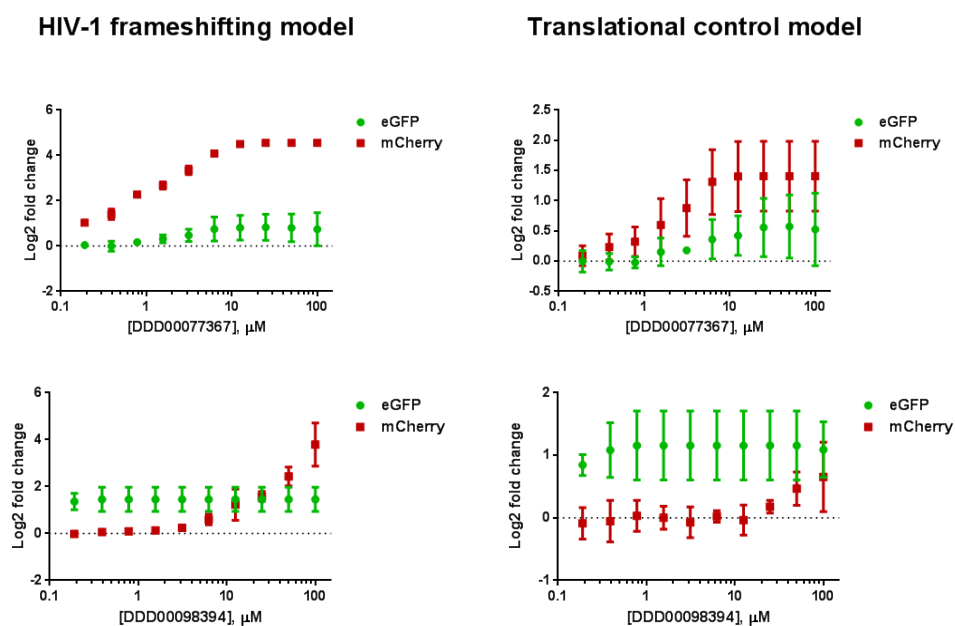 HIV-1 frameshifting model
Translational control model
6
4
2
0
-2
Log2 fold change
0.1
1
10
100
[DDD00077367], µM
eGFP
mCherry
2.5
2.0
1.5
1.0
0.5
0.0
-0.5
Log2 fold change
0.1
1
10
100
[DDD00077367], µM
eGFP
mCherry
6
4
2
0
-2
Log2 fold change
0.1
1
10
100
[DDD00098394], µM
eGFP
mCherry
2
1
0
-1
Log2 fold change
0.1
1
10
100
[DDD00098394], µM
eGFP
mCherry